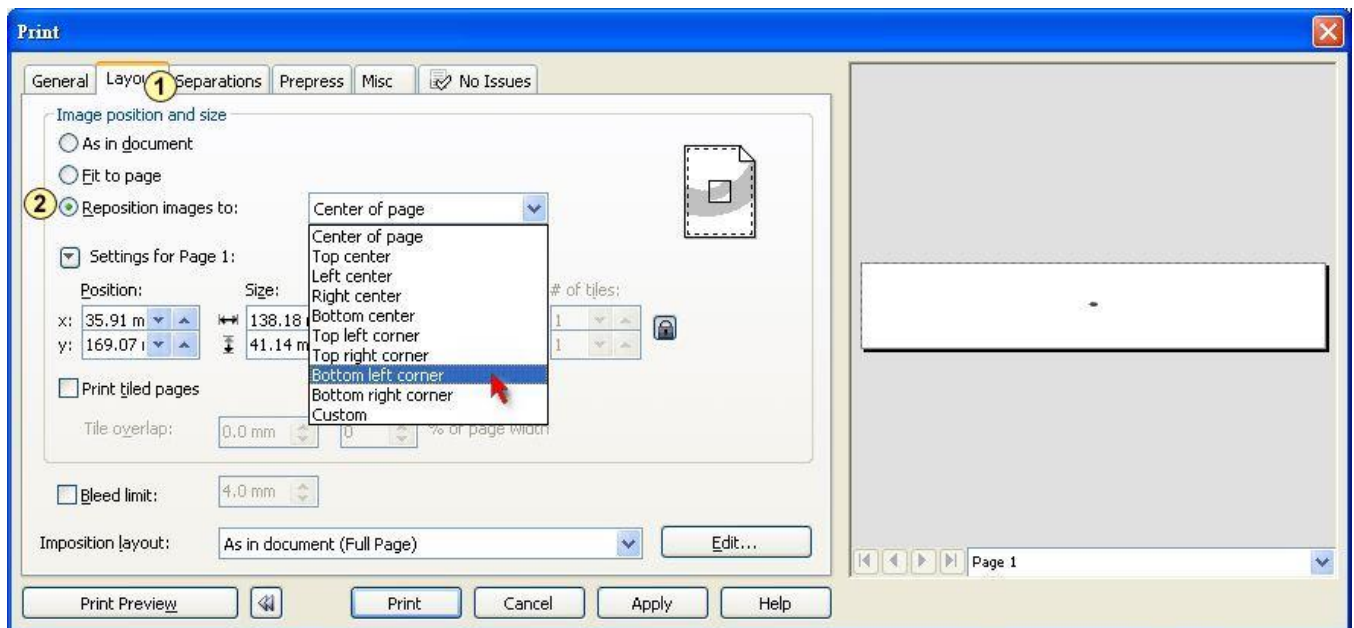 Print
General Layou 1 Separations Prepress Misc No Issues
Image position and size
As in document
Fit to page
2 Reposition images to: Center of page
Center of page
Settings for Page 1: Top center
Left center
Position: Size: Right center # of tiles:
x: 35.91 m 138.18 Bottom center 1
Top left corner
y: 169.07 41.14 m Top right corner 1
Bottom left corner
Print tiled pages Bottom right corner
Custom
Tile overlap: 0.0 mm 0 % of page width
Bleed limit: 4.0 mm
Imposition layout: As in document (Full Page) Edit...
Page 1
Print Preview Print Cancel Apply Help